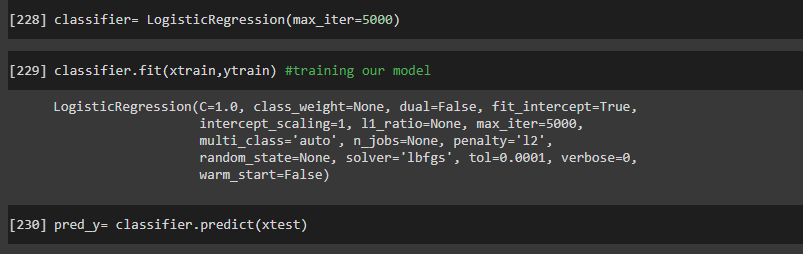 [228] classifier= LogisticRegression(max_iter=5000)
[229] classifier.fit(xtrain,ytrain) #training our model
LogisticRegression(C=1.0, class_weight=None, dual=False, fit_intercept=True,
intercept_scaling=1, l1_ratio=None, max_iter=5000,
multi_class='auto', n_jobs=None, penalty='l2',
random_state=None, solver='lbfgs', tol=0.0001, verbose=0,
warm_start=False)
[230] pred_y= classifier.predict(xtest)